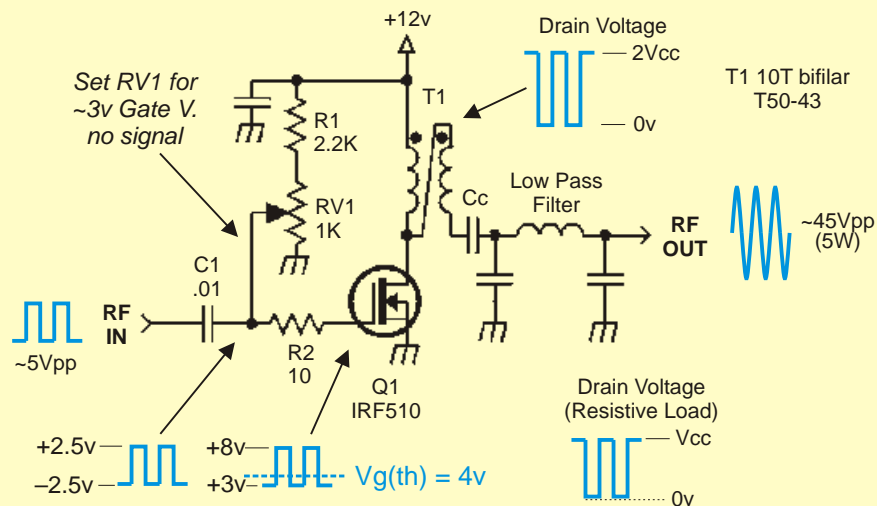 Drain Voltage
+12v
2Vcc
0v
T1 10T bifilar
T50-43
Set RV1 for
~3v Gate V.
no signal
T1
R1
2.2K
RV1
1K
Cc
Low Pass
Filter
RF
OUT
~45Vpp
(5W)
C1
.01
RF
IN
~5Vpp
R2
10
Q1
IRF510
Drain Voltage
(Resistive Load)
Vcc
0v
+2.5v
–2.5v
+8v
+3v
Vg(th) = 4v